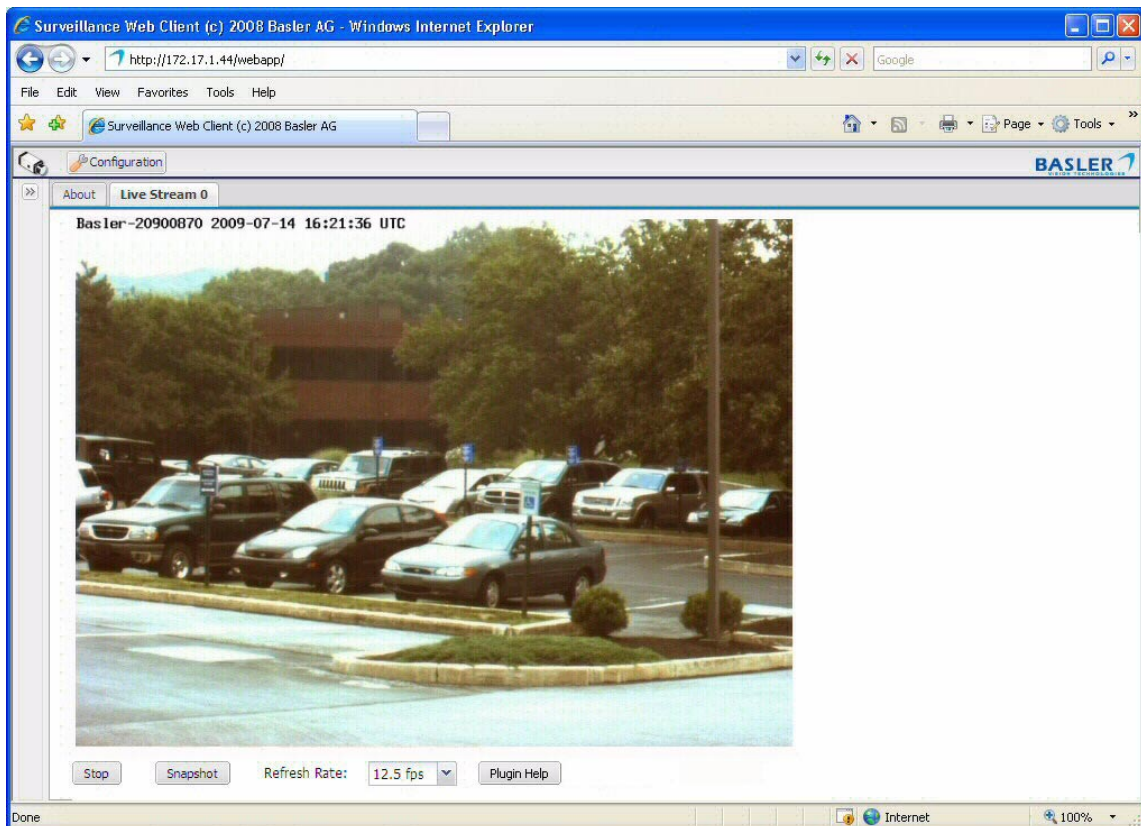 Surveillance Web Client (c) 2008 Basler AG - Windows Internet Explorer
http://172.17.1.44/webapp/
Google
File Edit View Favorites Tools Help
Surveillance Web Client (c) 2008 Basler AG
Page Tools »
Configuration
BASLER
VISION TECHNOLOGIES
»
About Live Stream 0
Basler-20900870 2009-07-14 16:21:36 UTC
Stop Snapshot Refresh Rate: 12.5 fps Plugin Help
Done Internet 100%